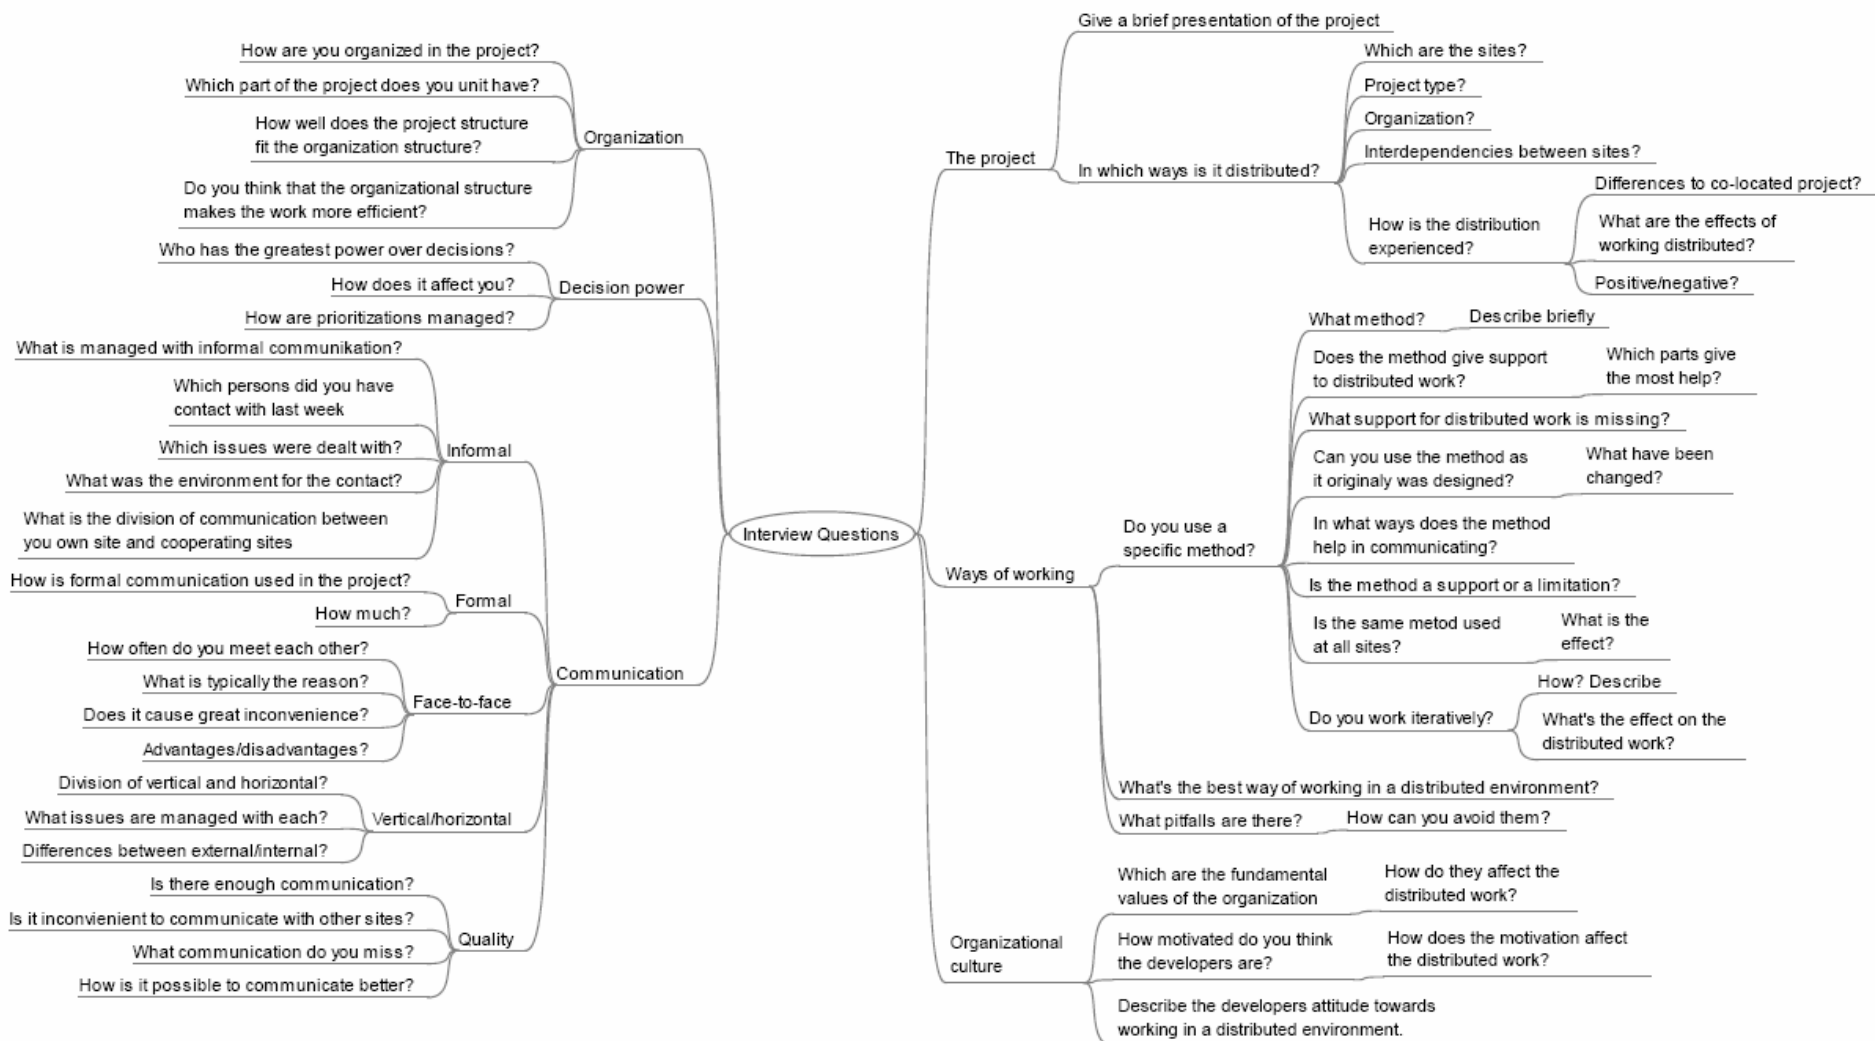 Interview Questions
Organization
How are you organized in the project?
Which part of the project does you unit have?
How well does the project structure
fit the organization structure?
Do you think that the organizational structure
makes the work more efficient?
Decision power
Who has the greatest power over decisions?
How does it affect you?
How are prioritizations managed?
Communication
Informal
What is managed with informal communikation?
Which persons did you have
contact with last week
Which issues were dealt with?
What was the environment for the contact?
What is the division of communication between
you own site and cooperating sites
Formal
How is formal communication used in the project?
How much?
Face-to-face
How often do you meet each other?
What is typically the reason?
Does it cause great inconvenience?
Advantages/disadvantages?
Vertical/horizontal
Division of vertical and horizontal?
What issues are managed with each?
Differences between external/internal?
Quality
Is there enough communication?
Is it inconvienient to communicate with other sites?
What communication do you miss?
How is it possible to communicate better?
The project
Give a brief presentation of the project
In which ways is it distributed?
Which are the sites?
Project type?
Organization?
Interdependencies between sites?
How is the distribution
experienced?
Differences to co-located project?
What are the effects of
working distributed?
Positive/negative?
Ways of working
Do you use a
specific method?
What method?
Describe briefly
Does the method give support
to distributed work?
Which parts give
the most help?
What support for distributed work is missing?
Can you use the method as
it originaly was designed?
What have been
changed?
In what ways does the method
help in communicating?
Is the method a support or a limitation?
Is the same metod used
at all sites?
What is the
effect?
Do you work iteratively?
How? Describe
What's the effect on the
distributed work?
What's the best way of working in a distributed environment?
What pitfalls are there?
How can you avoid them?
Organizational
culture
Which are the fundamental
values of the organization
How do they affect the
distributed work?
How motivated do you think
the developers are?
How does the motivation affect
the distributed work?
Describe the developers attitude towards
working in a distributed environment.